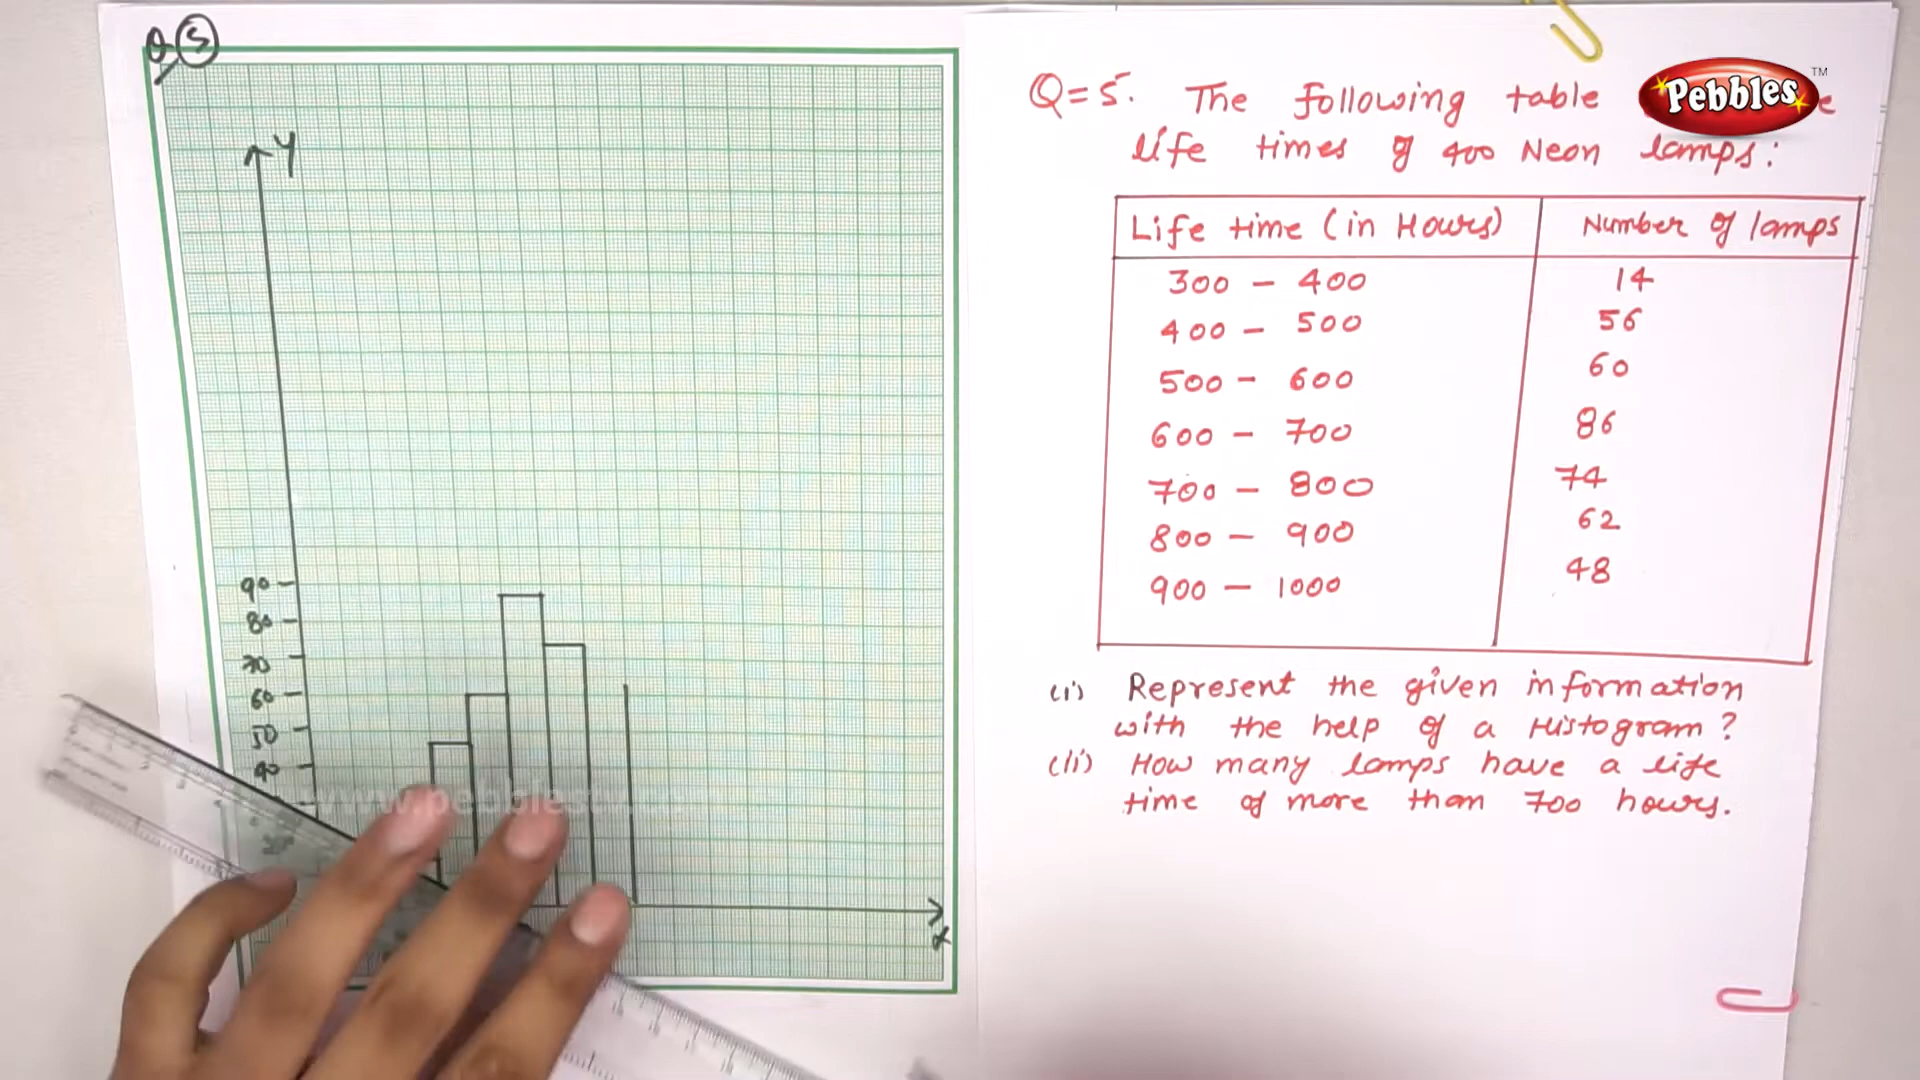 Q 5
Y
90
80
70
60
50
40
x
www.pebbles
Pebbles TM
Q=5. The following table e
life times of 400 Neon lamps:
Life time (in Hours) Number of lamps
300 - 400 14
400 - 500 56
500 - 600 60
600 - 700 86
700 - 800 74
800 - 900 62
900 - 1000 48
(i) Represent the given information
with the help of a Histogram?
(ii) How many lamps have a life
time of more than 700 hours.